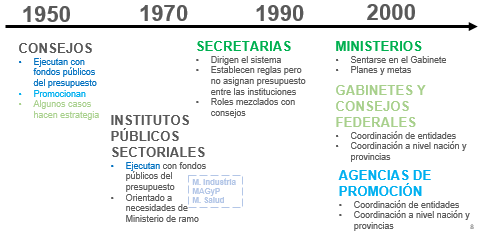 1950
1970
1990
2000
CONSEJOS
• Ejecutan con
fondos públicos
del presupuesto
• Promocionan
• Algunos casos
hacen estrategia
INSTITUTOS
PÚBLICOS
SECTORIALES
• Ejecutan con fondos
públicos del
presupuesto
• Orientado a
necesidades de
Ministerio de ramo
M. Industria
MAGyP
M. Salud
SECRETARIAS
• Dirigen el sistema
• Establecen reglas pero
no asignan presupuesto
entre las instituciones
• Roles mezclados con
consejos
MINISTERIOS
• Sentarse en el Gabinete
• Planes y metas
GABINETES Y
CONSEJOS
FEDERALES
• Coordinación de entidades
• Coordinación a nivel nación y
provincias
AGENCIAS DE
PROMOCIÓN
• Coordinación de entidades
• Coordinación a nivel nación y
provincias
8